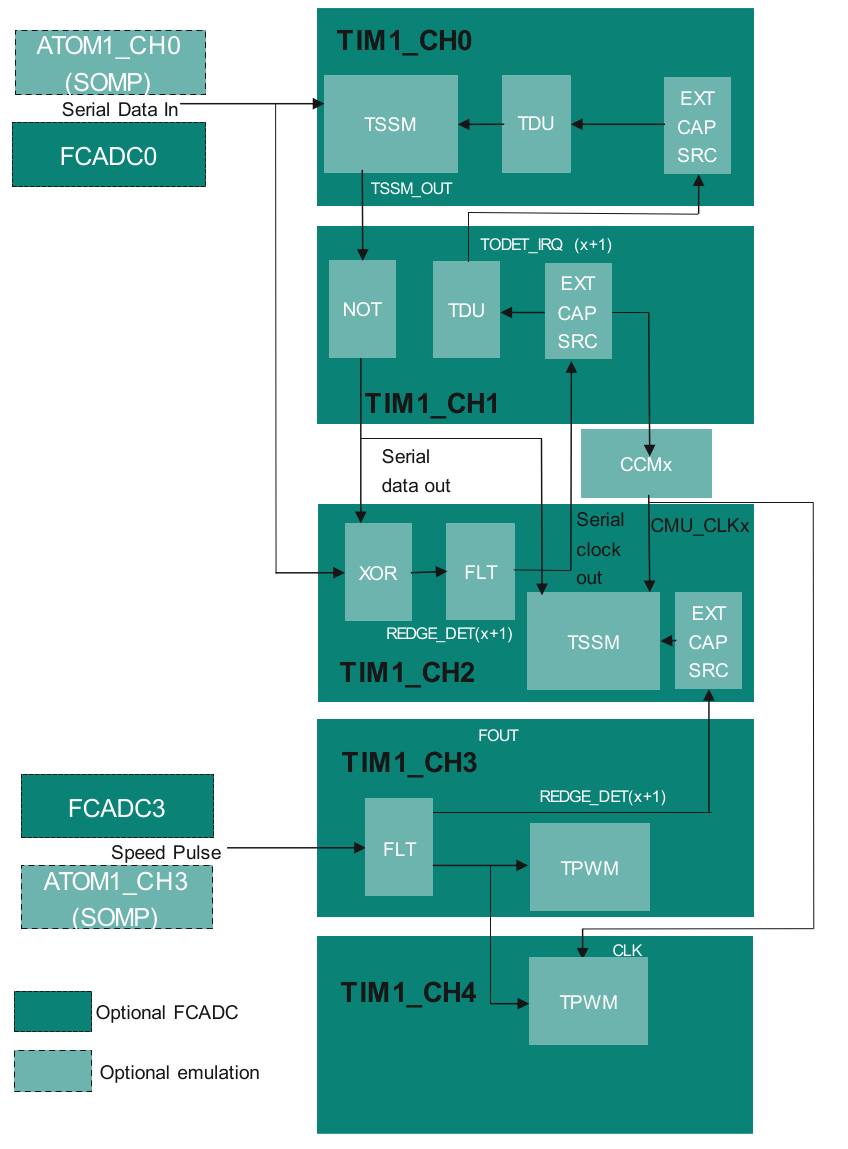 TIM1_CH0
ATOM1_CH0
(SOMP)
Serial Data In
FCADC0
TSSM
TDU
EXT
CAP
SRC
TSSM_OUT
TODET_IRQ (x+1)
NOT
TDU
EXT
CAP
SRC
TIM1_CH1
Serial
data out
CCMx
Serial
clock
out
CMU_CLKx
XOR
FLT
REDGE_DET(x+1)
TSSM
EXT
CAP
SRC
TIM1_CH2
FOUT
TIM1_CH3
REDGE_DET(x+1)
FCADC3
Speed Pulse
ATOM1_CH3
(SOMP)
FLT
TPWM
CLK
TIM1_CH4
TPWM
Optional FCADC
Optional emulation